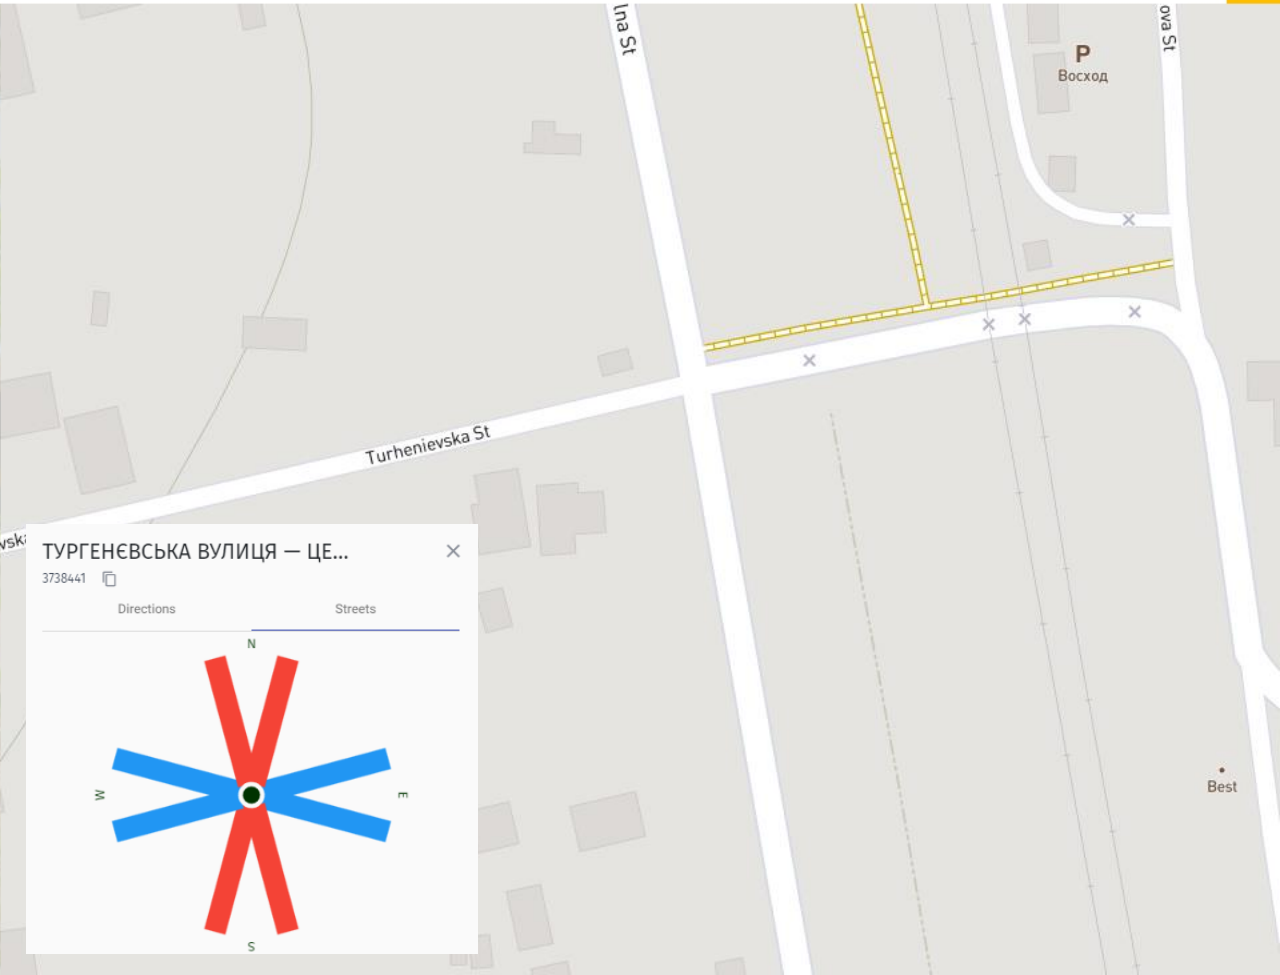 lna St
ova St
P
Восход
Turhenievska St
vska
Best
ТУРГЕНЄВСЬКА ВУЛИЦЯ — ЦЕ...
3738441
Directions
Streets
N
W
E
S